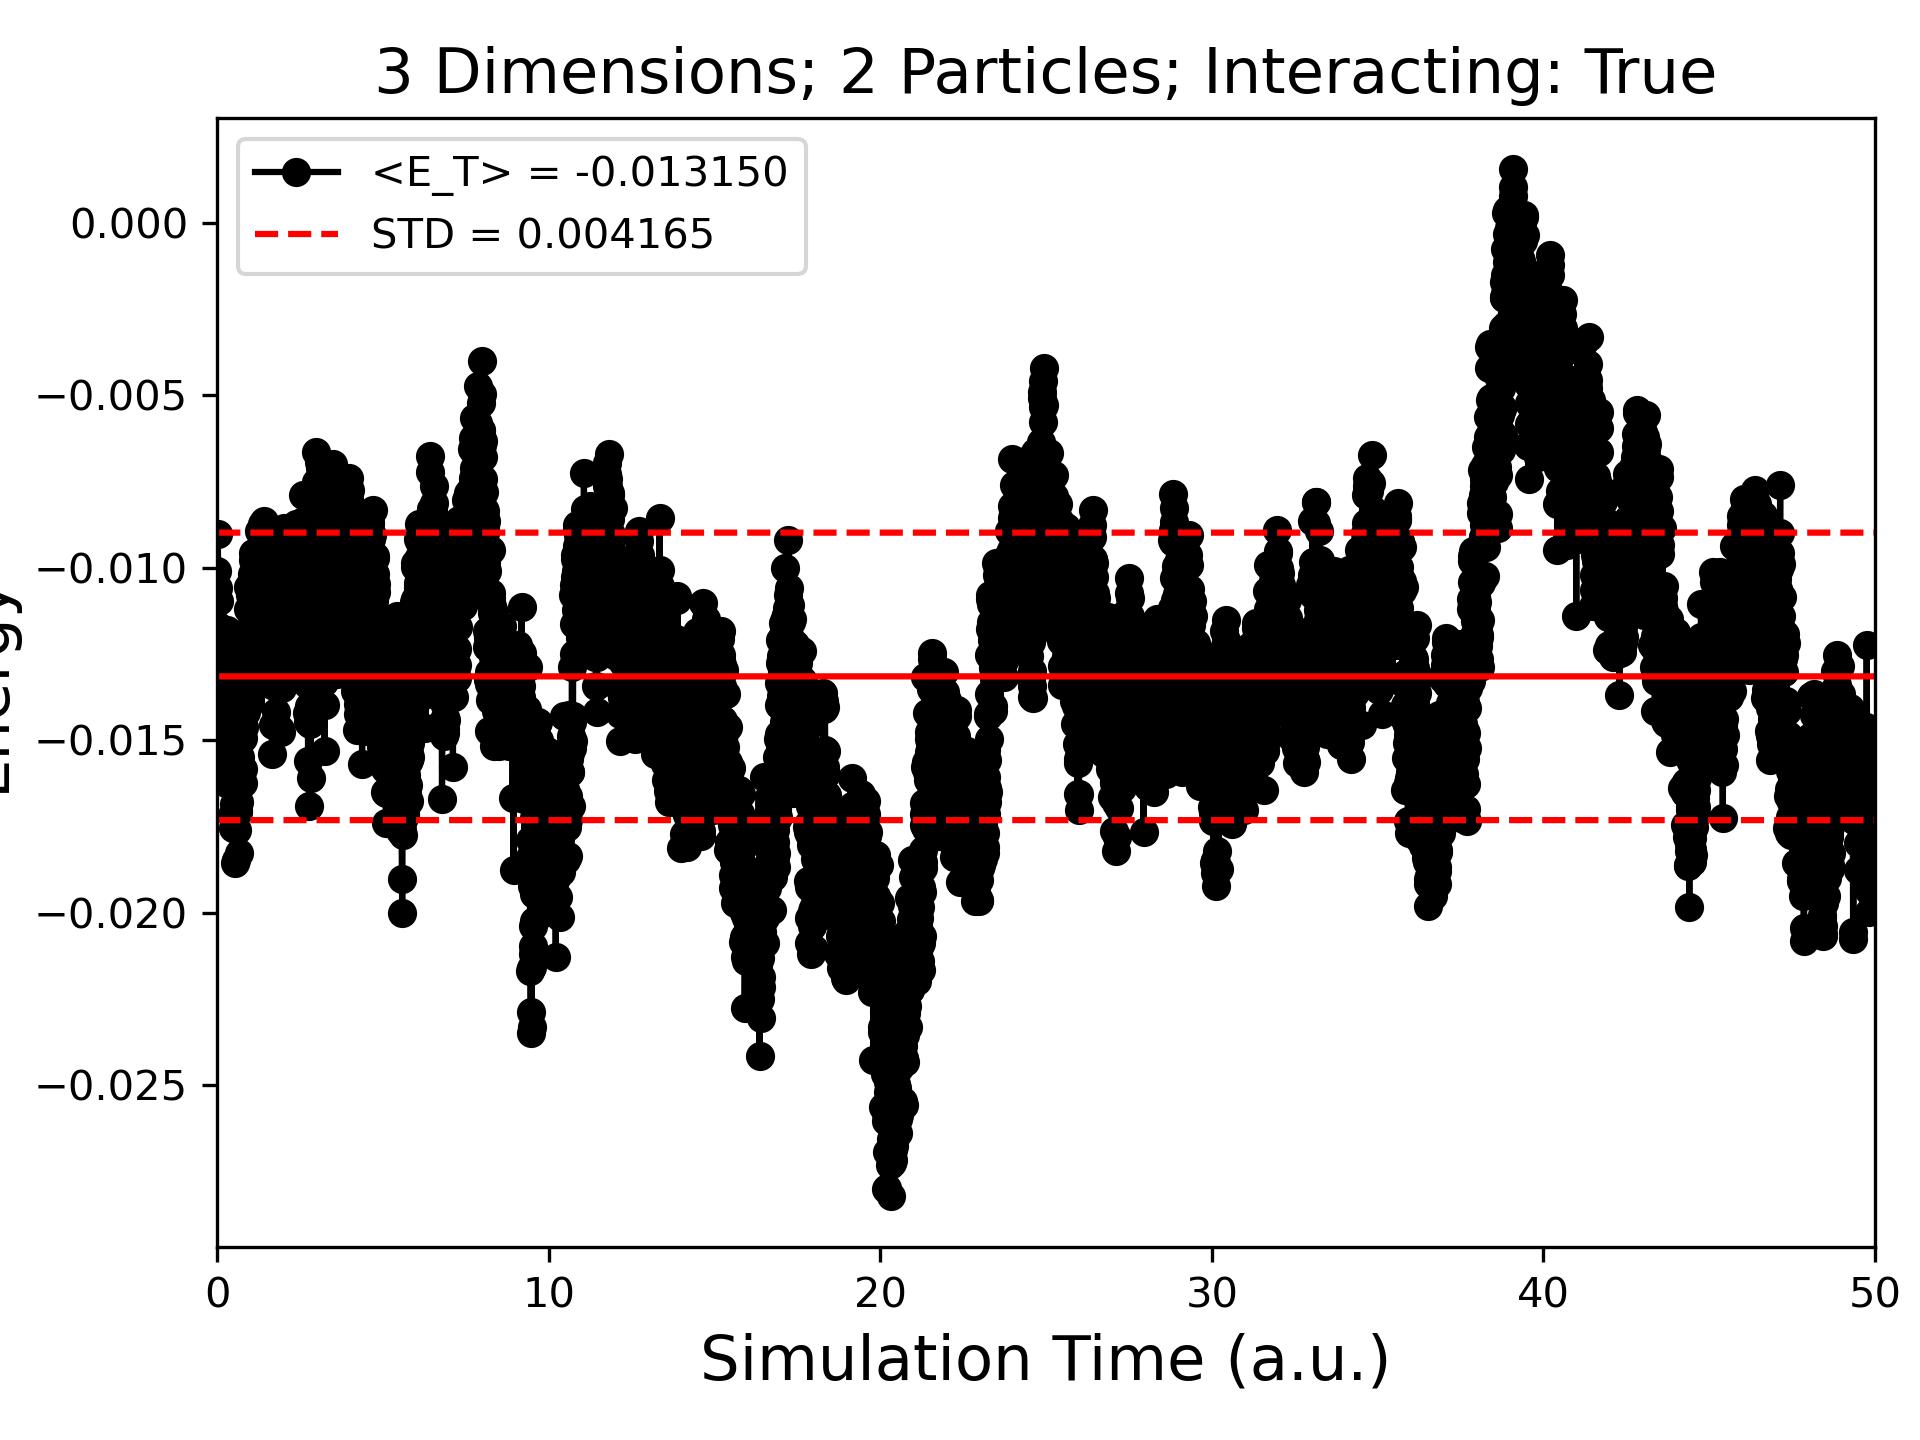 3 Dimensions; 2 Particles; Interacting: True
<E_T> = -0.013150
STD = 0.004165
0.000
−0.005
−0.010
−0.015
−0.020
−0.025
Energy
0
10
20
30
40
50
Simulation Time (a.u.)